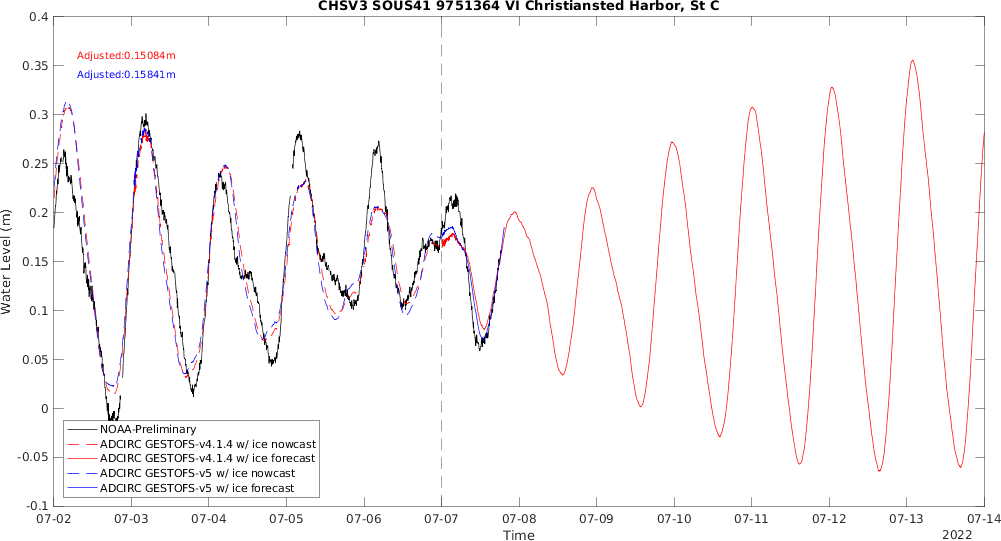 CHSV3 SOUS41 9751364 VI Christiansted Harbor, St C
Adjusted:0.15084m
Adjusted:0.15841m
Water Level (m)
0.4
0.35
0.3
0.25
0.2
0.15
0.1
0.05
0
-0.05
-0.1
NOAA-Preliminary
ADCIRC GESTOFS-v4.1.4 w/ ice nowcast
ADCIRC GESTOFS-v4.1.4 w/ ice forecast
ADCIRC GESTOFS-v5 w/ ice nowcast
ADCIRC GESTOFS-v5 w/ ice forecast
07-02 07-03 07-04 07-05 07-06 07-07 07-08 07-09 07-10 07-11 07-12 07-13 07-14
Time
2022